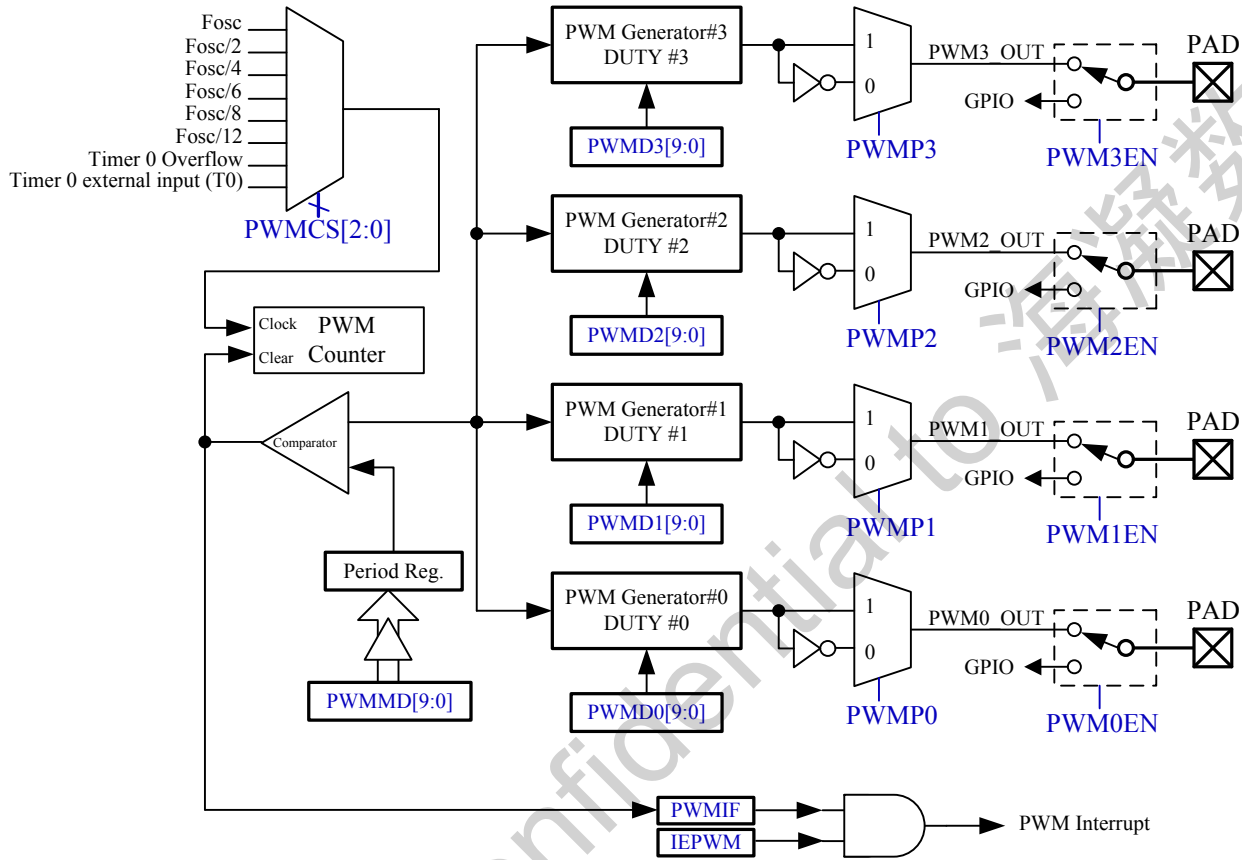 Fosc
Fosc/2
Fosc/4
Fosc/6
Fosc/8
Fosc/12
Timer 0 Overflow
Timer 0 external input (T0)
PWMCS[2:0]
Clock
Clear
PWM
Counter
Comparator
Period Reg.
PWMMD[9:0]
PWM Generator#3
DUTY #3
PWMD3[9:0]
1
0
PWMP3
PWM3_OUT
GPIO
PWM3EN
PAD
PWM Generator#2
DUTY #2
PWMD2[9:0]
1
0
PWMP2
PWM2_OUT
GPIO
PWM2EN
PAD
PWM Generator#1
DUTY #1
PWMD1[9:0]
1
0
PWMP1
PWM1_OUT
GPIO
PWM1EN
PAD
PWM Generator#0
DUTY #0
PWMD0[9:0]
1
0
PWMP0
PWM0_OUT
GPIO
PWM0EN
PAD
PWMIF
IEPWM
PWM Interrupt
nfidential to 海凝数